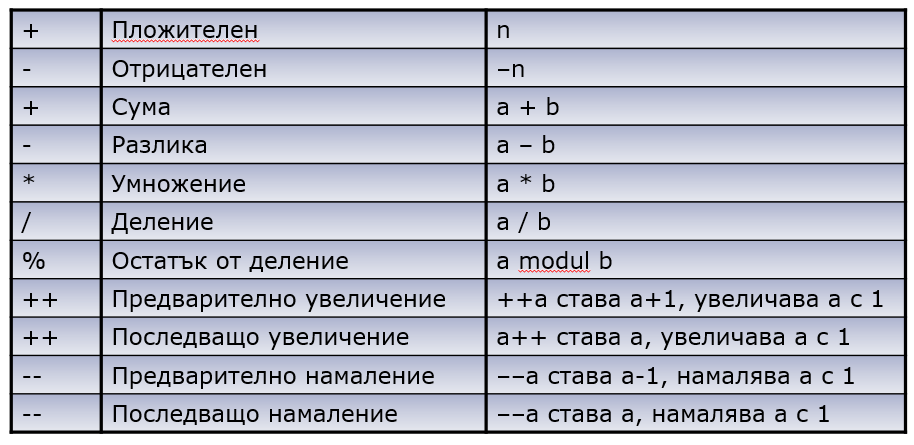 + Пложителен n
- Отрицателен –n
+ Сума a + b
- Разлика a – b
* Умножение a * b
/ Деление a / b
% Остатък от деление a modul b
++ Предварително увеличение ++a става a+1, увеличава a с 1
++ Последващо увеличение a++ става a, увеличава a с 1
-- Предварително намаление ––a става a-1, намалява a с 1
-- Последващо намаление ––a става a, намалява a с 1